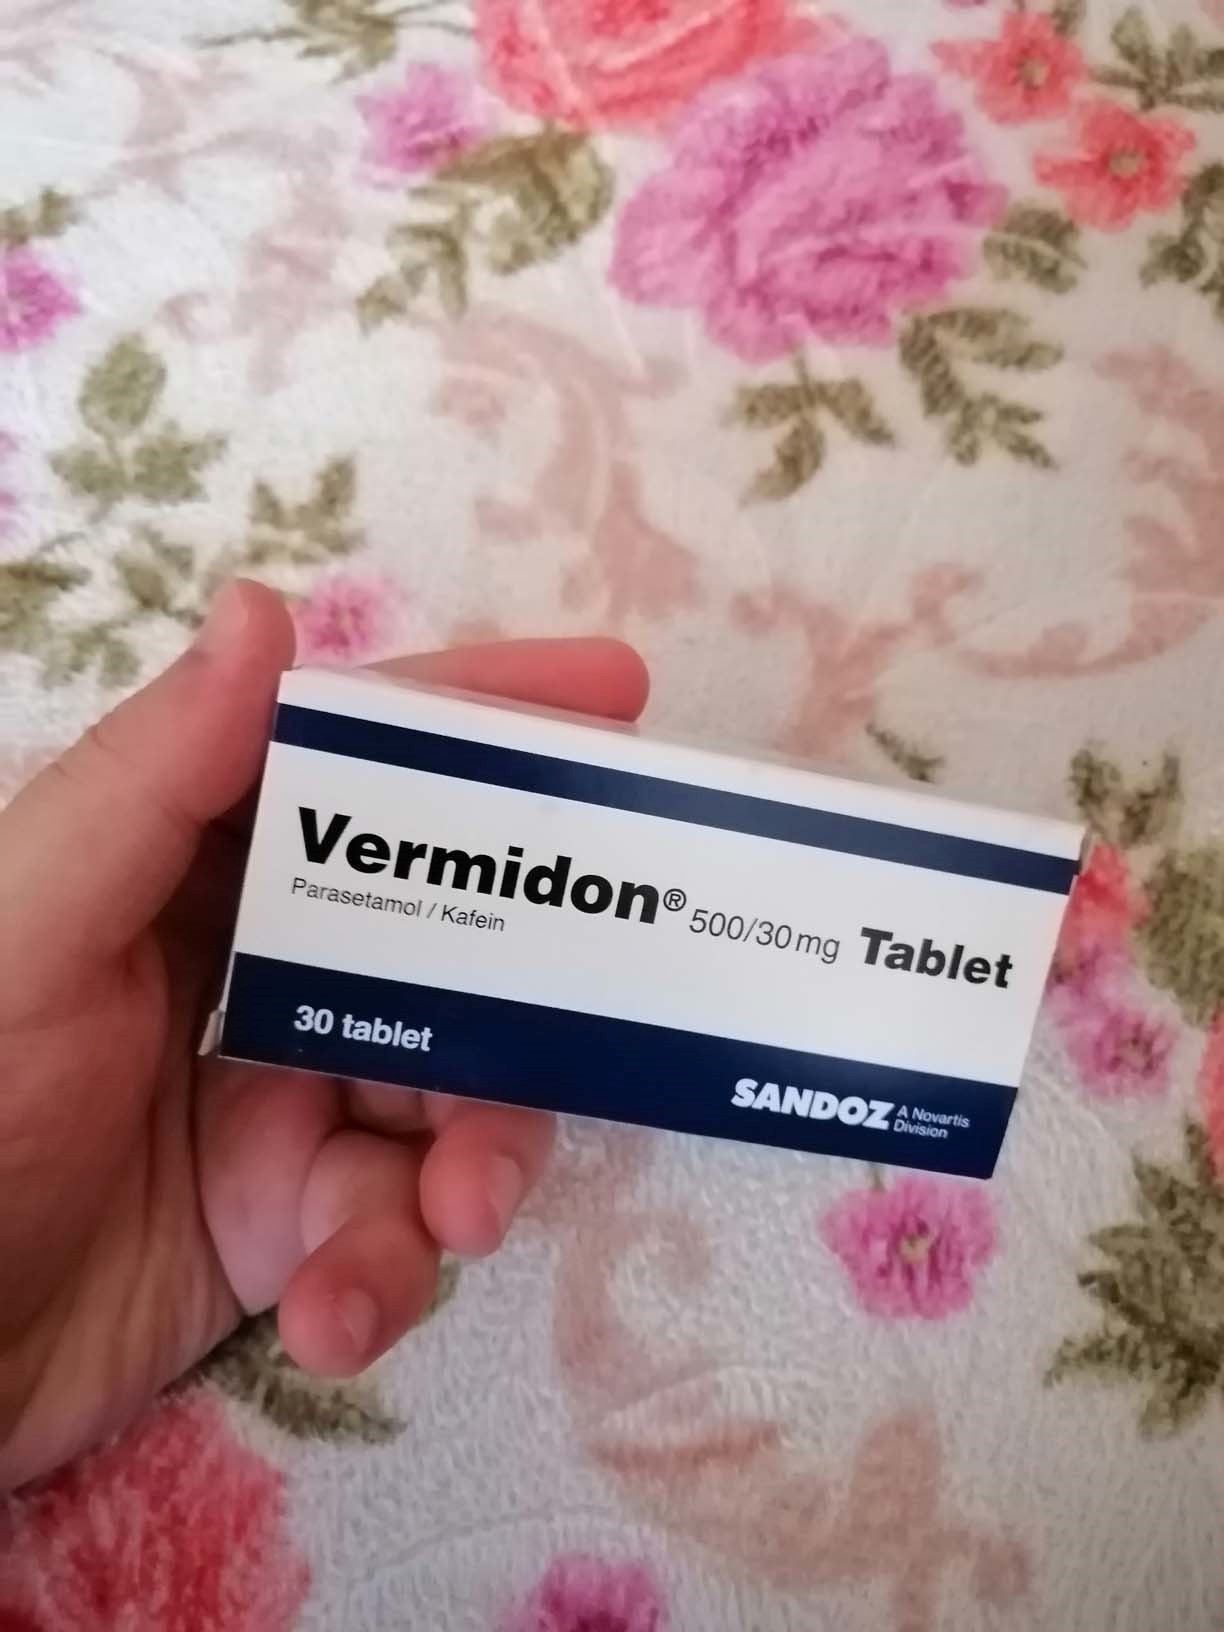 Vermidon® 500/30 mg Tablet
Parasetamol / Kafein
30 tablet
SANDOZ A Novartis
Division